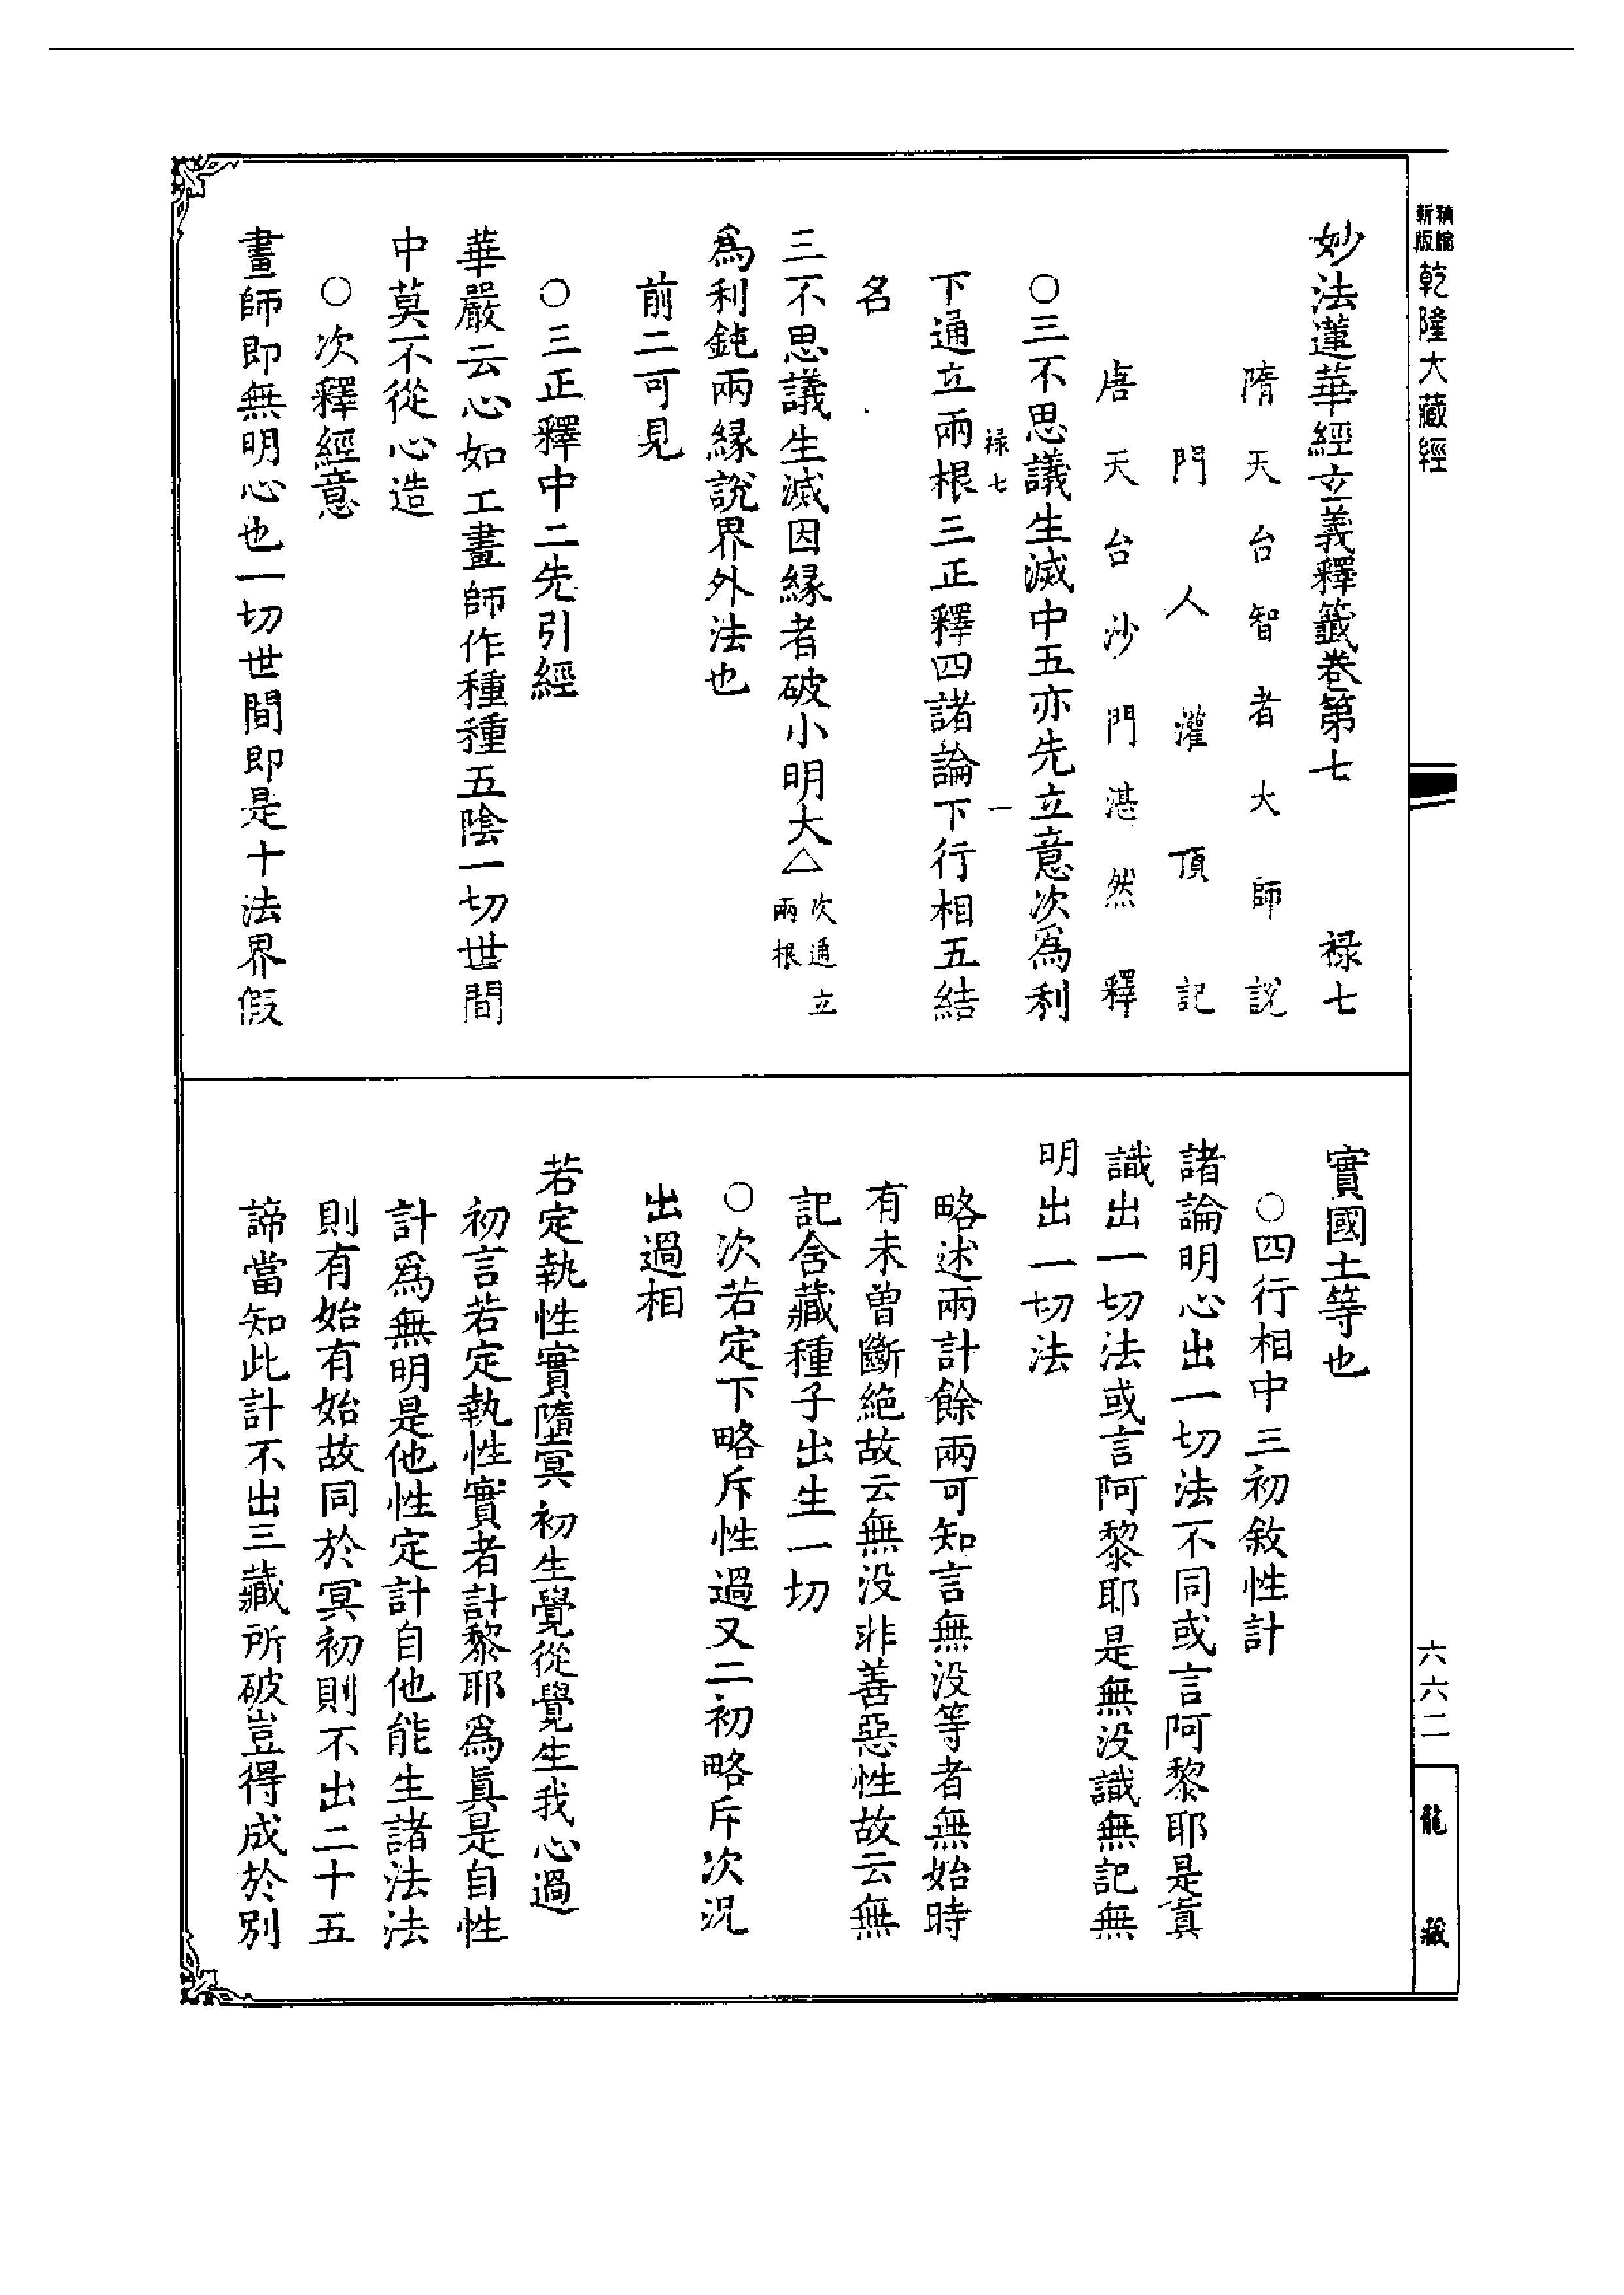 乾隆大藏經
妙法蓮華經立義釋籤卷第七 祿七
隋天台智者大師說
門人灌頂記
唐天台沙門湛然釋
○三不思議生滅中五亦先立意次爲利
祿七 一
下通立兩根三正釋四諸論下行相五結
名
三不思議生滅因緣者破小明大△次通立兩根
爲利鈍兩緣說界外法也
前二可見
○三正釋中二先引經
華嚴云心如工畫師作種種五陰一切世間
中莫不從心造
○次釋經意
畫師即無明心也一切世間即是十法界假
實國土等也
○四行相中三初敘性計
諸論明心出一切法不同或言阿黎耶是眞
識出一切法或言阿黎耶是無没識無記無
明出一切法
略述兩計餘兩可知言無没等者無始時
有未曾斷絶故云無没非善惡性故云無
記含藏種子出生一切
○次若定下略斥性過又二初略斥次況
出過相
若定執性實墮冥初生覺從覺生我心過
初言若定執性實者計黎耶爲眞是自性
計爲無明是他性定計自他能生諸法法
則有始有始故同於冥初則不出二十五
諦當知此計不出三藏所破豈得成於別
六六二
龍藏